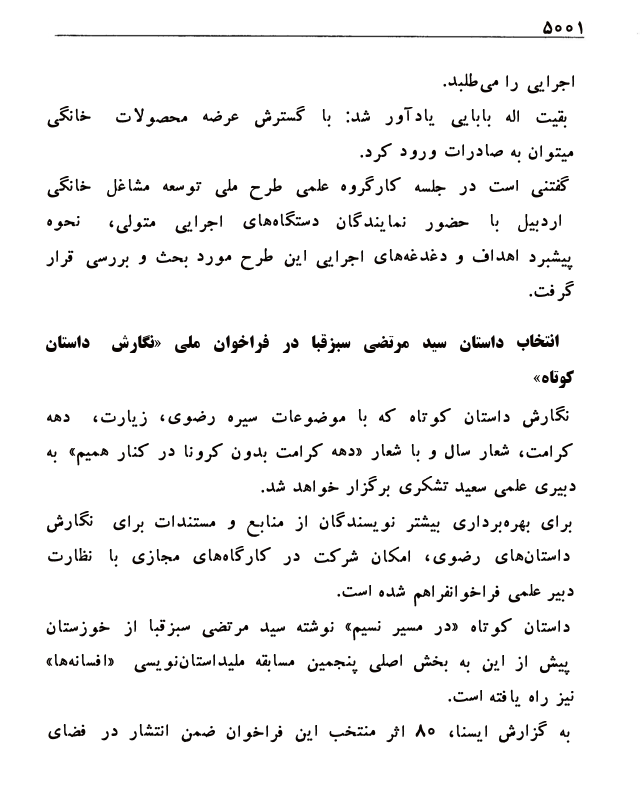 ۵۰۰۱
اجرایی را می‌طلبد.
بقیت اله بابایی یادآور شد: با گسترش عرضه محصولات خانگی
میتوان به صادرات ورود کرد.
گفتنی است در جلسه کارگروه علمی طرح ملی توسعه مشاغل خانگی
اردبیل با حضور نمایندگان دستگاه‌های اجرایی متولی، نحوه
پیشبرد اهداف و دغدغه‌های اجرایی این طرح مورد بحث و بررسی قرار
گرفت.
انتخاب داستان سید مرتضی سبزقبا در فراخوان ملی «نگارش داستان
کوتاه»
نگارش داستان کوتاه که با موضوعات سیره رضوی، زیارت، دهه
کرامت، شعار سال و با شعار «دهه کرامت بدون کرونا در کنار همیم» به
دبیری علمی سعید تشکری برگزار خواهد شد.
برای بهره‌برداری بیشتر نویسندگان از منابع و مستندات برای نگارش
داستان‌های رضوی، امکان شرکت در کارگاه‌های مجازی با نظارت
دبیر علمی فراخوانفراهم شده است.
داستان کوتاه «در مسیر نسیم» نوشته سید مرتضی سبزقبا از خوزستان
پیش از این به بخش اصلی پنجمین مسابقه ملیداستان‌نویسی «افسانه‌ها»
نیز راه یافته است.
به گزارش ایسنا، ۸۰ اثر منتخب این فراخوان ضمن انتشار در فضای